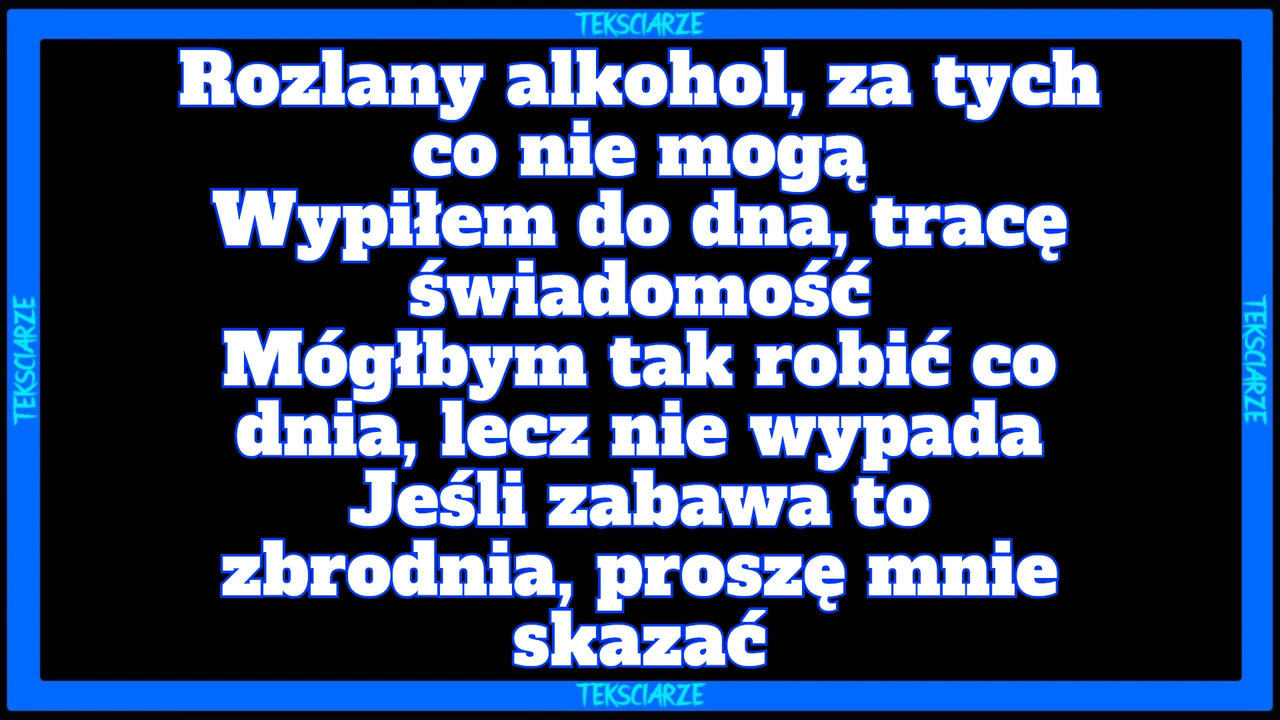 TEKSCIARZE
Rozlany alkohol, za tych
co nie mogą
Wypiłem do dna, tracę
świadomość
Mógłbym tak robić co
dnia, lecz nie wypada
Jeśli zabawa to
zbrodnia, proszę mnie
skazać
TEKSCIARZE
TEKSCIARZE
TEKSCIARZE